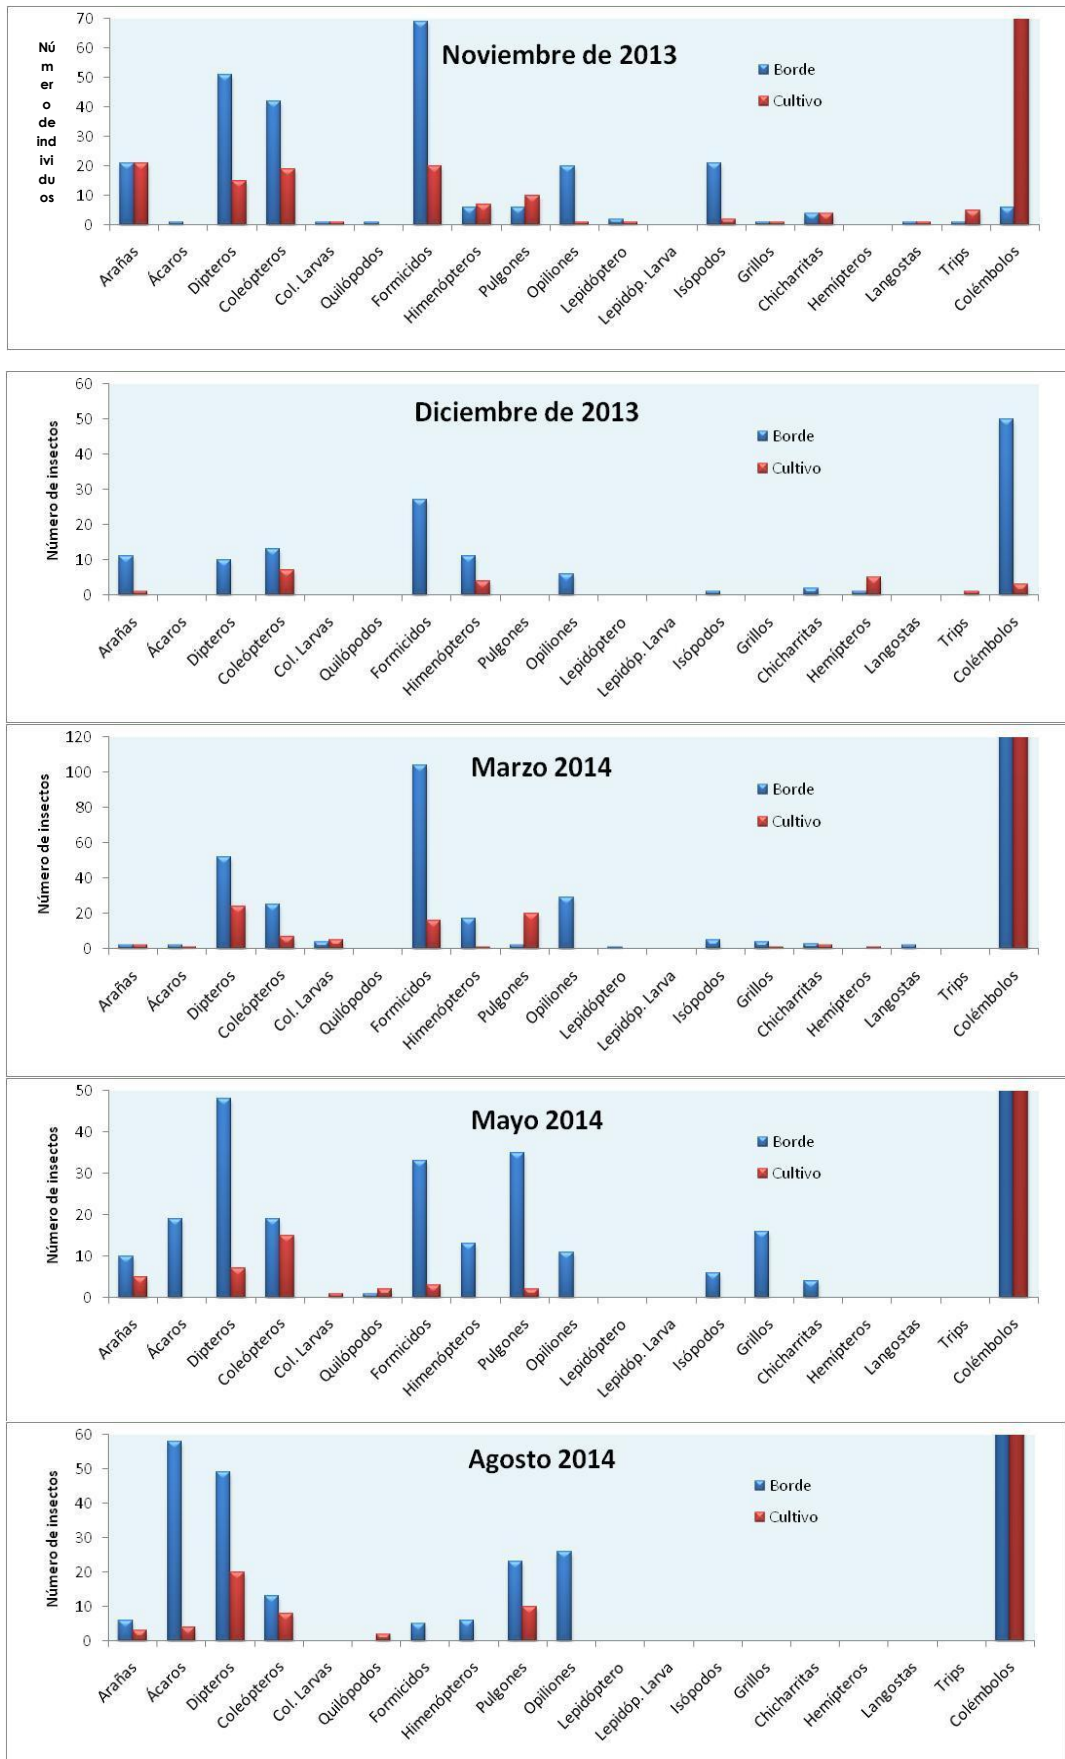 Noviembre de 2013
Nú
m
er
o
de
ind
ivi
du
os
70
60
50
40
30
20
10
0
Borde
Cultivo
Arañas
Ácaros
Dipteros
Coleópteros
Col. Larvas
Quilópodos
Formicidos
Himenópteros
Pulgones
Opiliones
Lepidóptero
Lepidóp. Larva
Isópodos
Grillos
Chicharritas
Hemípteros
Langostas
Trips
Colémbolos
Diciembre de 2013
Número de insectos
60
50
40
30
20
10
0
Borde
Cultivo
Arañas
Ácaros
Dipteros
Coleópteros
Col. Larvas
Quilópodos
Formicidos
Himenópteros
Pulgones
Opiliones
Lepidóptero
Lepidóp. Larva
Isópodos
Grillos
Chicharritas
Hemípteros
Langostas
Trips
Colémbolos
Marzo 2014
Número de insectos
120
100
80
60
40
20
0
Borde
Cultivo
Arañas
Ácaros
Dipteros
Coleópteros
Col. Larvas
Quilópodos
Formicidos
Himenópteros
Pulgones
Opiliones
Lepidóptero
Lepidóp. Larva
Isópodos
Grillos
Chicharritas
Hemípteros
Langostas
Trips
Colémbolos
Mayo 2014
Número de insectos
50
40
30
20
10
0
Borde
Cultivo
Arañas
Ácaros
Dipteros
Coleópteros
Col. Larvas
Quilópodos
Formicidos
Himenópteros
Pulgones
Opiliones
Lepidóptero
Lepidóp. Larva
Isópodos
Grillos
Chicharritas
Hemípteros
Langostas
Trips
Colémbolos
Agosto 2014
Número de insectos
60
50
40
30
20
10
0
Borde
Cultivo
Arañas
Ácaros
Dipteros
Coleópteros
Col. Larvas
Quilópodos
Formicidos
Himenópteros
Pulgones
Opiliones
Lepidóptero
Lepidóp. Larva
Isópodos
Grillos
Chicharritas
Hemípteros
Langostas
Trips
Colémbolos